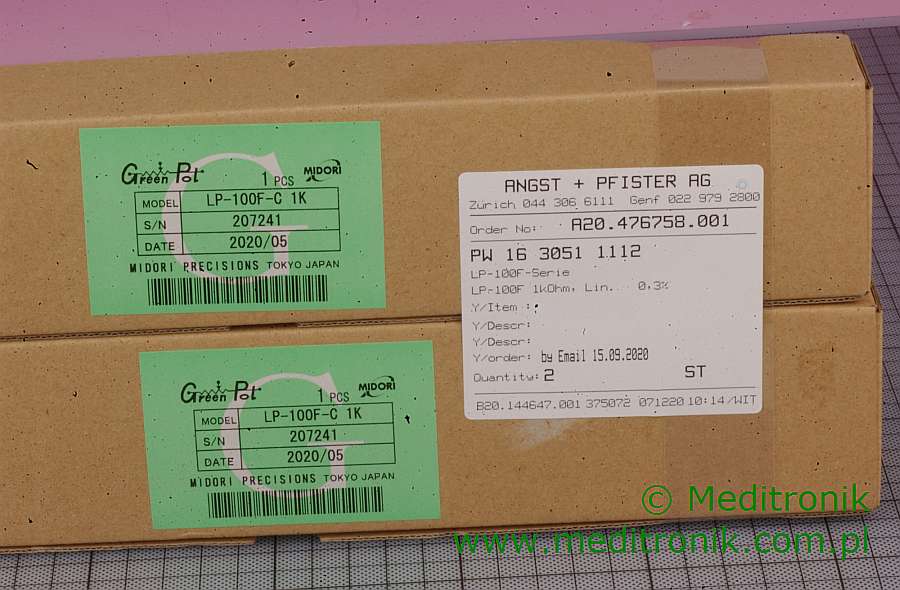 Green Pot 1 PCS MIDORI
MODEL LP-100F-C 1K
S/N 207241
DATE 2020/05
MIDORI PRECISIONS TOKYO JAPAN
G
ANGST + PFISTER AG
Zürich 044 306 6111 Genf 022 979 2800
Order No: A20.476758.001
PW 16 3051 1112
LP-100F-Serie
LP-100F 1kOhm, Lin... 0,3%
Y/Item :
Y/Descr:
Y/Descr:
Y/order: by Email 15.09.2020
Quantity: 2 ST
B20.144647.001 375072 071220 10:14/WIT
Green Pot 1 PCS MIDORI
MODEL LP-100F-C 1K
S/N 207241
DATE 2020/05
MIDORI PRECISIONS TOKYO JAPAN
G
© Meditronik
www.meditronik.com.pl